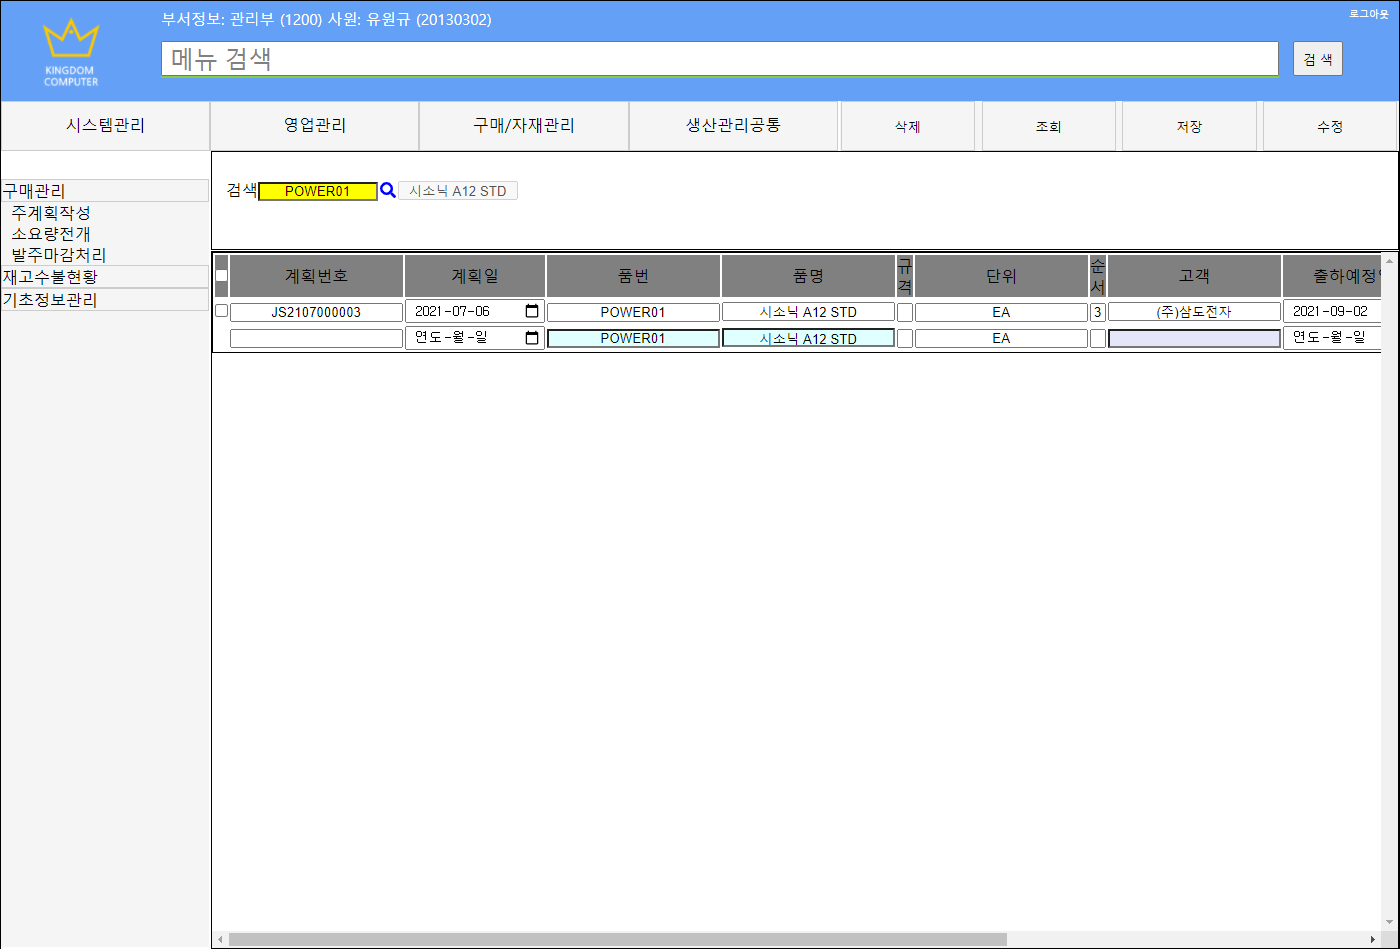 부서정보: 관리부 (1200) 사원: 유원규 (20130302)
로그아웃
KINGDOM
COMPUTER
메뉴 검색
검 색
시스템관리 영업관리 구매/자재관리 생산관리공통 삭제 조회 저장 수정
구매관리
주계획작성
소요량전개
발주마감처리
재고수불현황
기초정보관리
검색 POWER01 시소닉 A12 STD
계획번호 계획일 품번 품명 규격 단위 순서 고객 출하예정
JS2107000003 2021-07-06 POWER01 시소닉 A12 STD EA 3 (주)삼도전자 2021-09-02
연도-월-일 POWER01 시소닉 A12 STD EA 연도-월-일